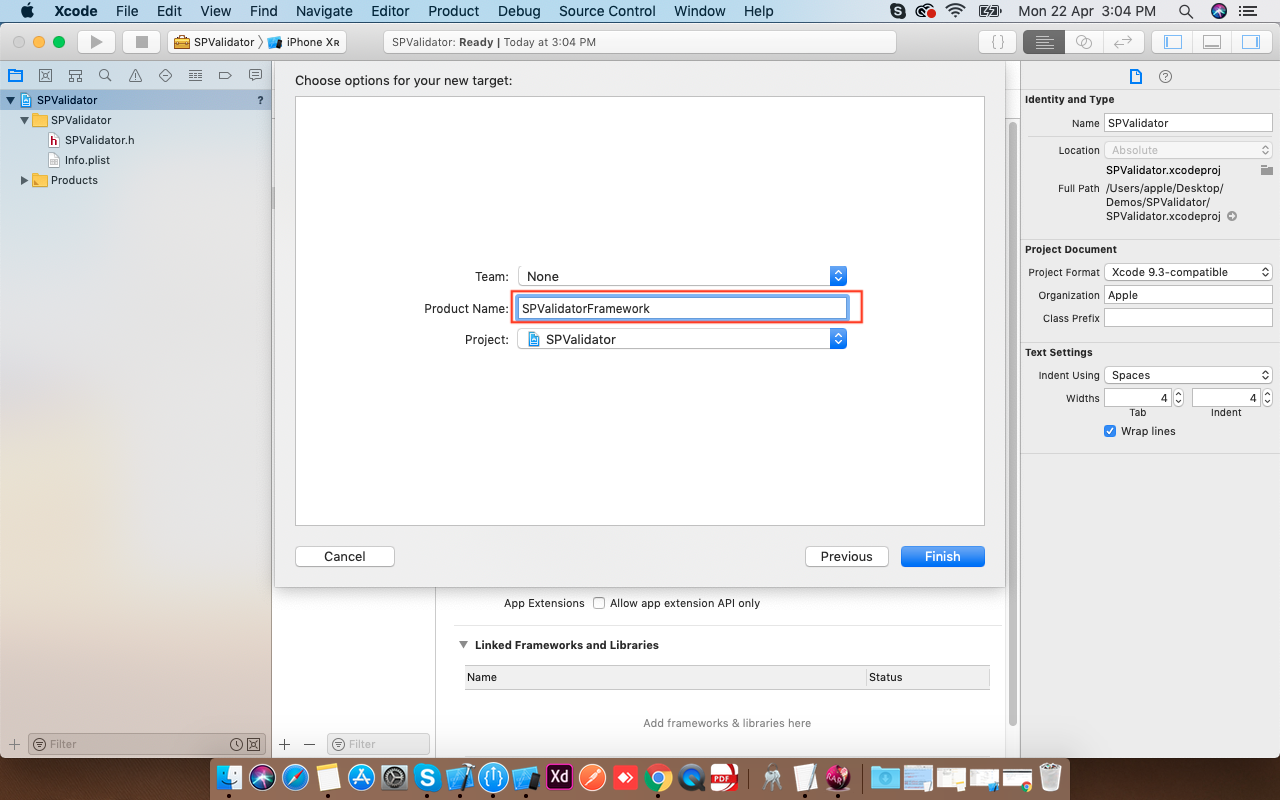 Xcode File Edit View Find Navigate Editor Product Debug Source Control Window Help Mon 22 Apr 3:04 PM
SPValidator iPhone XR SPValidator: Ready | Today at 3:04 PM { }
Choose options for your new target:
SPValidator ?
SPValidator
h SPValidator.h
Info.plist
Products
Team: None
Product Name: SPValidatorFramework
Project: SPValidator
Cancel Previous Finish
App Extensions Allow app extension API only
Linked Frameworks and Libraries
Name Status
Add frameworks & libraries here
Filter
Filter
Identity and Type
Name SPValidator
Location Absolute
SPValidator.xcodeproj
Full Path /Users/apple/Desktop/
Demos/SPValidator/
SPValidator.xcodeproj
Project Document
Project Format Xcode 9.3-compatible
Organization Apple
Class Prefix
Text Settings
Indent Using Spaces
Widths 4 4
Tab Indent
Wrap lines
Xd PDF